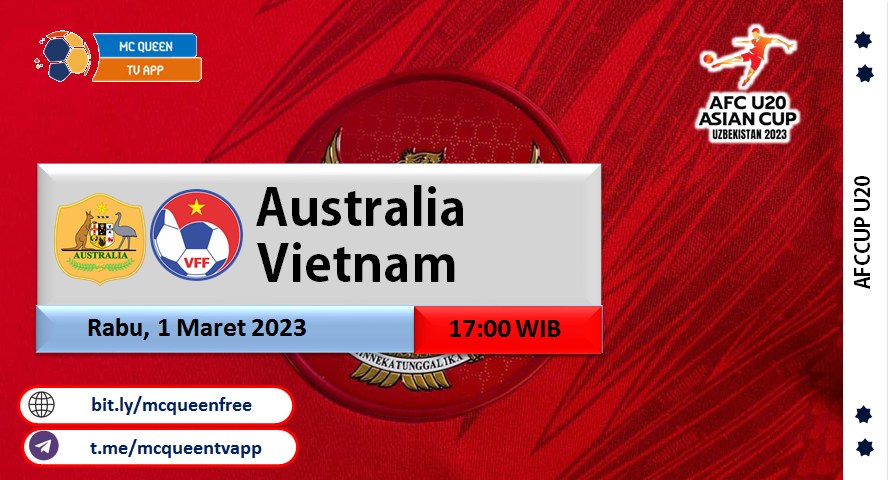 MC QUEEN
TV APP
AFC U20
ASIAN CUP
UZBEKISTAN 2023
AUSTRALIA
VFF
Australia
Vietnam
Rabu, 1 Maret 2023
17:00 WIB
INNEKATUNGGALIKA
bit.ly/mcqueenfree
t.me/mcqueentvapp
AFCCUP U20